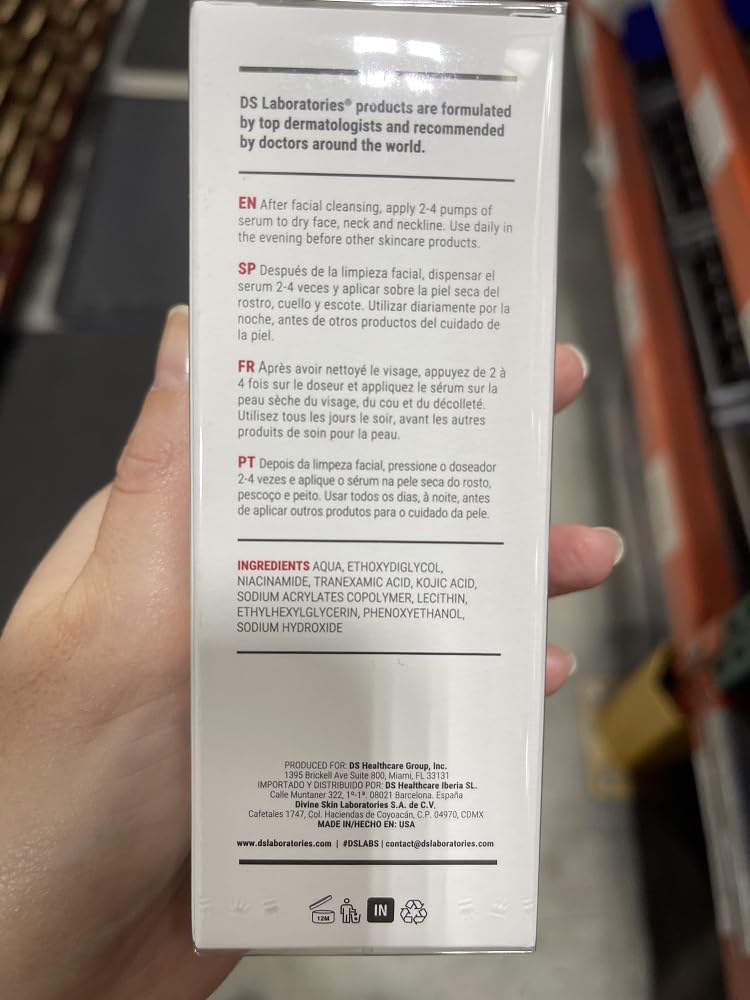 DS Laboratories® products are formulated
by top dermatologists and recommended
by doctors around the world.
EN After facial cleansing, apply 2-4 pumps of
serum to dry face, neck and neckline. Use daily in
the evening before other skincare products.
SP Después de la limpieza facial, dispensar el
serum 2-4 veces y aplicar sobre la piel seca del
rostro, cuello y escote. Utilizar diariamente por la
noche, antes de otros productos del cuidado de
la piel.
FR Après avoir nettoyé le visage, appuyez de 2 à
4 fois sur le doseur et appliquez le sérum sur la
peau sèche du visage, du cou et du décolleté.
Utilisez tous les jours le soir, avant les autres
produits de soin pour la peau.
PT Depois da limpeza facial, pressione o doseador
2-4 vezes e aplique o sérum na pele seca do rosto,
pescoço e peito. Usar todos os dias, à noite, antes
de aplicar outros produtos para o cuidado da pele.
INGREDIENTS AQUA, ETHOXYDIGLYCOL,
NIACINAMIDE, TRANEXAMIC ACID, KOJIC ACID,
SODIUM ACRYLATES COPOLYMER, LECITHIN,
ETHYLHEXYLGLYCERIN, PHENOXYETHANOL,
SODIUM HYDROXIDE
PRODUCED FOR: DS Healthcare Group, Inc.
1395 Brickell Ave Suite 800, Miami, FL 33131
IMPORTADO Y DISTRIBUIDO POR: DS Healthcare Iberia SL.
Calle Muntaner 322, 1º-1ª. 08021 Barcelona. España
Divine Skin Laboratories S.A. de C.V.
Cafetales 1747, Col. Haciendas de Coyoacán, C.P. 04970, CDMX
MADE IN/HECHO EN: USA
www.dslaboratories.com | #DSLABS | contact@dslaboratories.com
12M IN